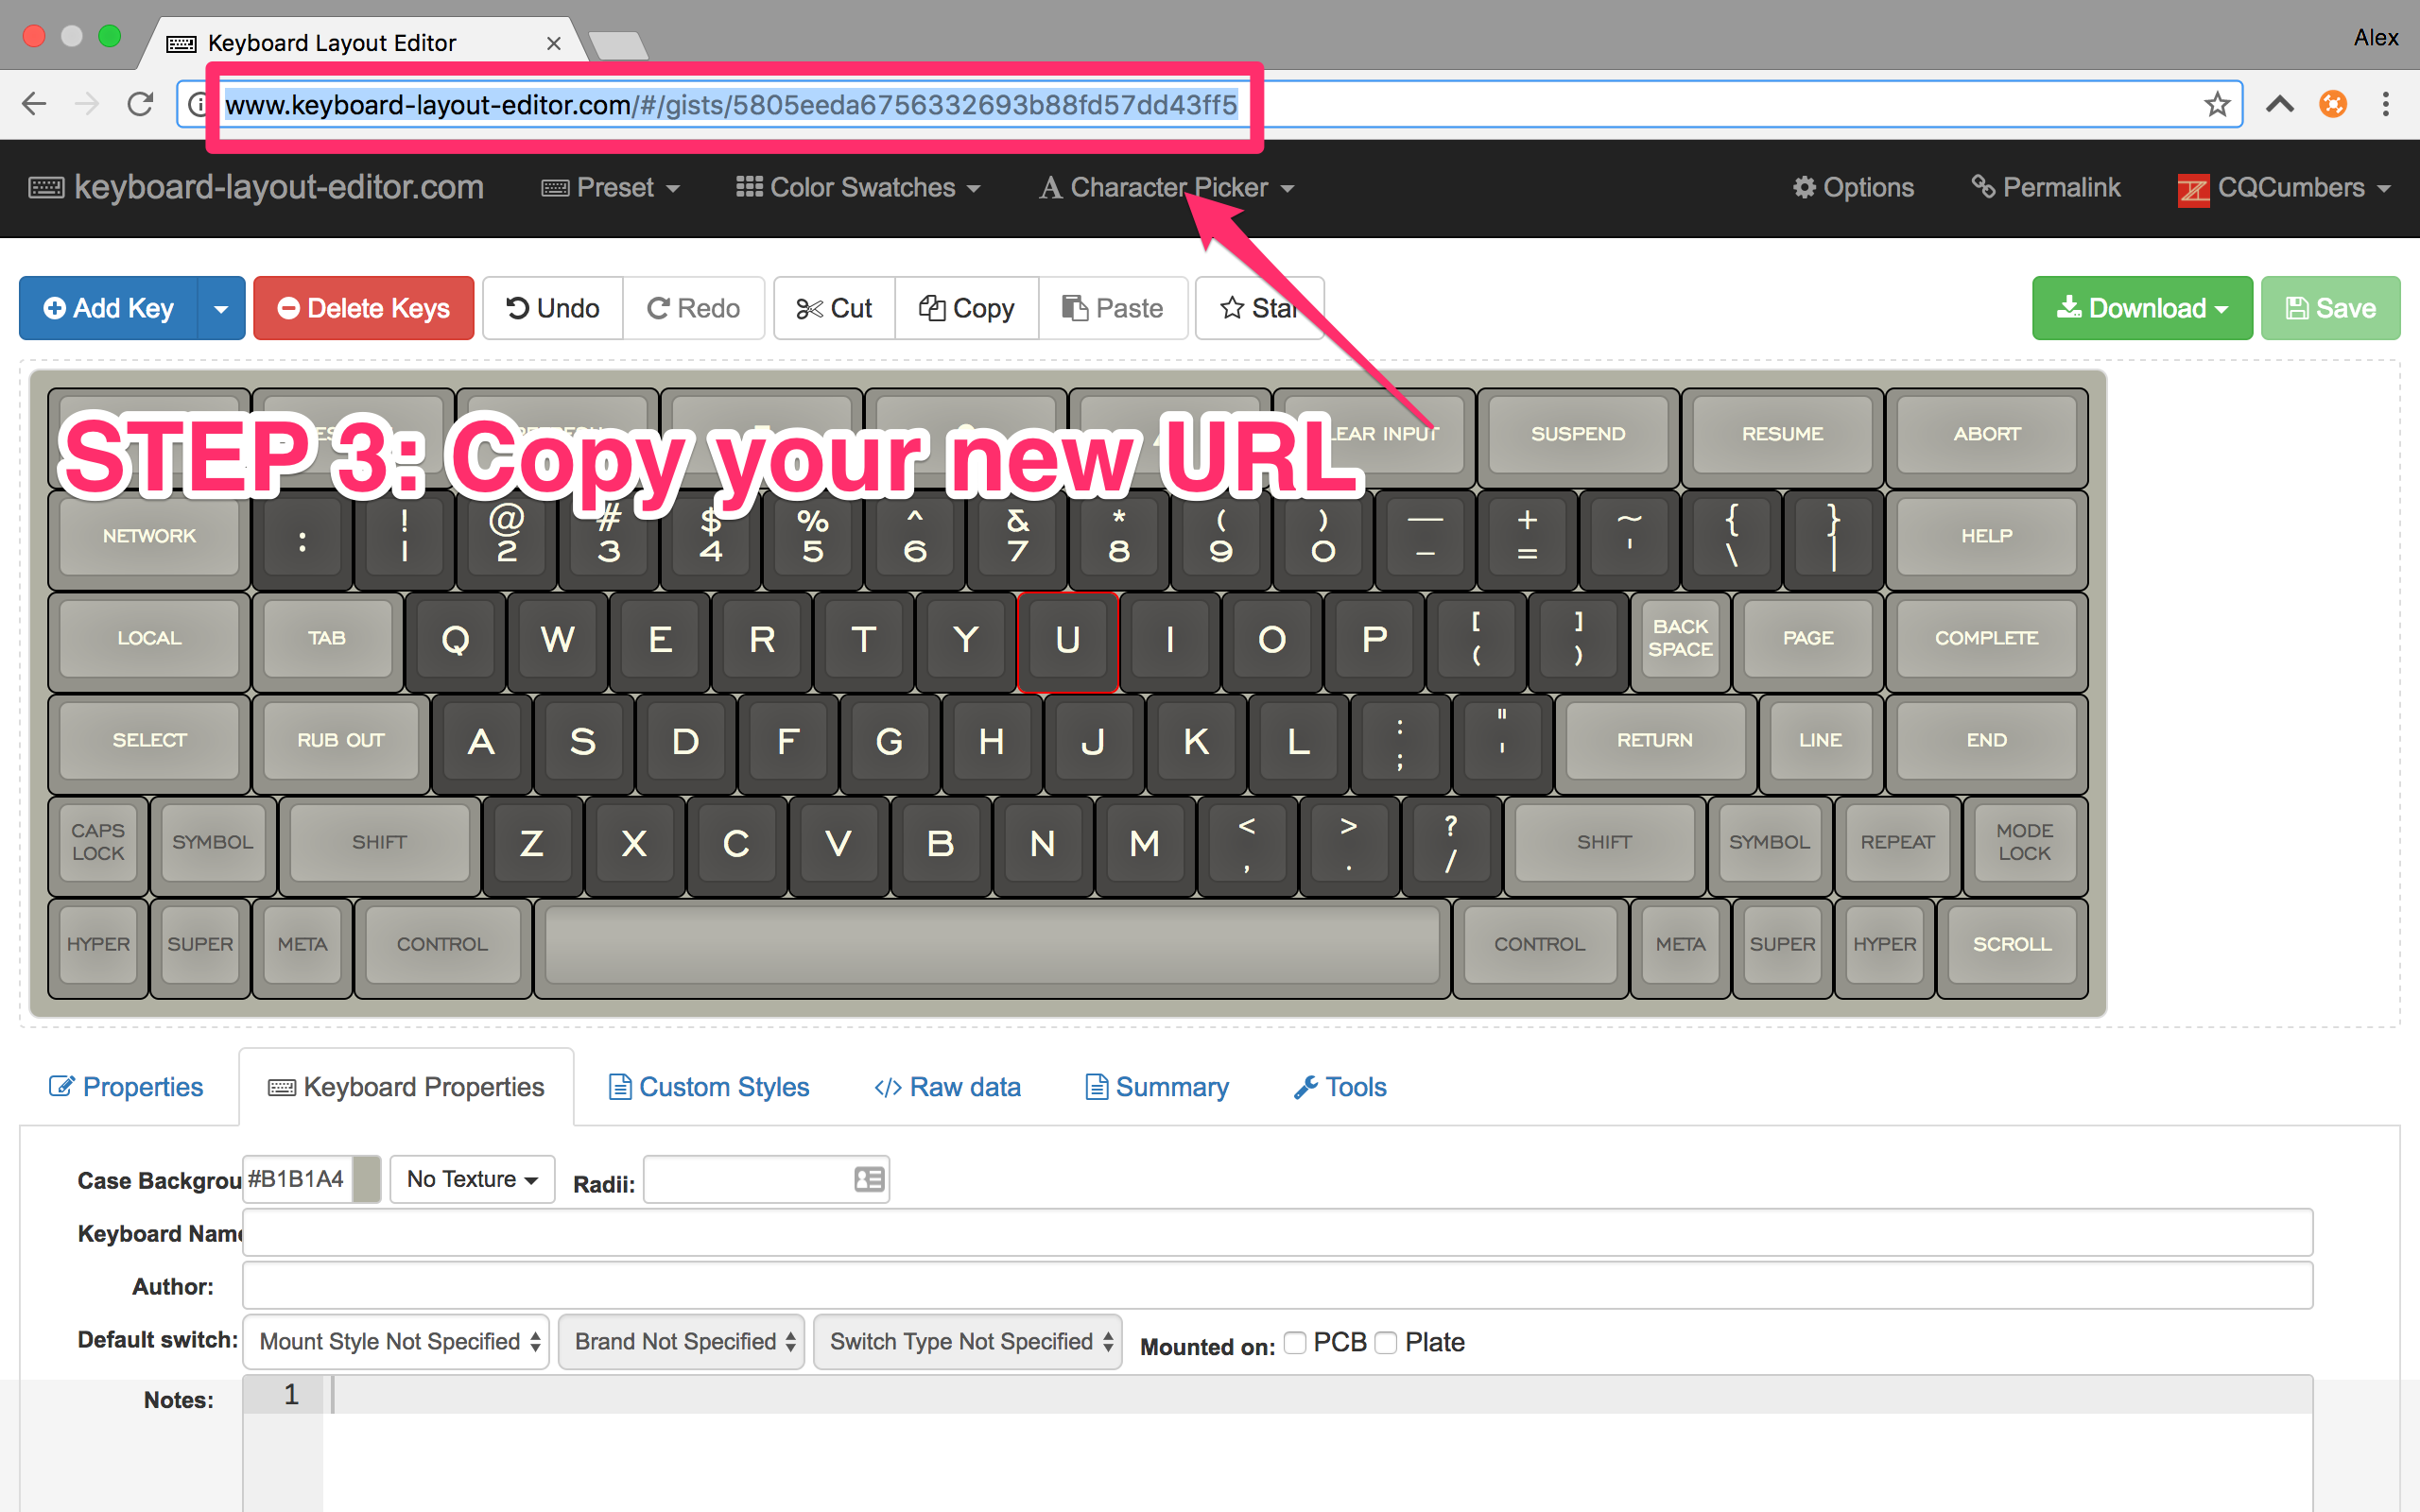 Keyboard Layout Editor
Alex
www.keyboard-layout-editor.com/#/gists/5805eeda6756332693b88fd57dd43ff5
keyboard-layout-editor.com Preset Color Swatches Character Picker Options Permalink CQCumbers
Add Key Delete Keys Undo Redo Cut Copy Paste Download Save
STEP 3: Copy your new URL
SUSPEND RESUME ABORT
NETWORK : ! 1 @ 2 # 3 $ 4 % 5 ^ 6 & 7 * 8 ( 9 ) 0 — – + = ~ ' { \ } | HELP
LOCAL TAB Q W E R T Y U I O P [ ( ] ) BACK SPACE PAGE COMPLETE
SELECT RUB OUT A S D F G H J K L : ; " ' RETURN LINE END
CAPS LOCK SYMBOL SHIFT Z X C V B N M < , > . ? / SHIFT SYMBOL REPEAT MODE LOCK
HYPER SUPER META CONTROL CONTROL META SUPER HYPER SCROLL
Properties Keyboard Properties Custom Styles Raw data Summary Tools
Case Backgrou #B1B1A4 No Texture Radii:
Keyboard Name
Author:
Default switch: Mount Style Not Specified Brand Not Specified Switch Type Not Specified Mounted on: PCB Plate
Notes: 1